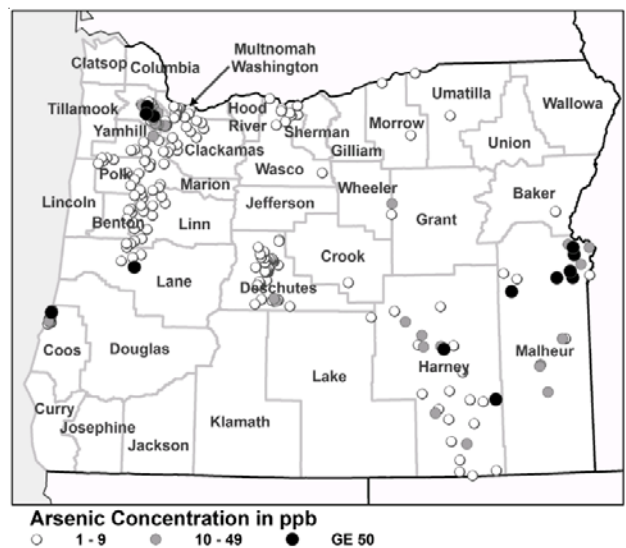 Multnomah
Washington
Clatsop
Columbia
Tillamook
Hood
River
Sherman
Umatilla
Wallowa
Yamhill
Morrow
Union
Clackamas
Gilliam
Polk
Marion
Wasco
Wheeler
Baker
Lincoln
Jefferson
Grant
Benton
Linn
Crook
Lane
Deschutes
Coos
Douglas
Malheur
Harney
Lake
Curry
Josephine
Klamath
Jackson
Arsenic Concentration in ppb
1 - 9 10 - 49 GE 50